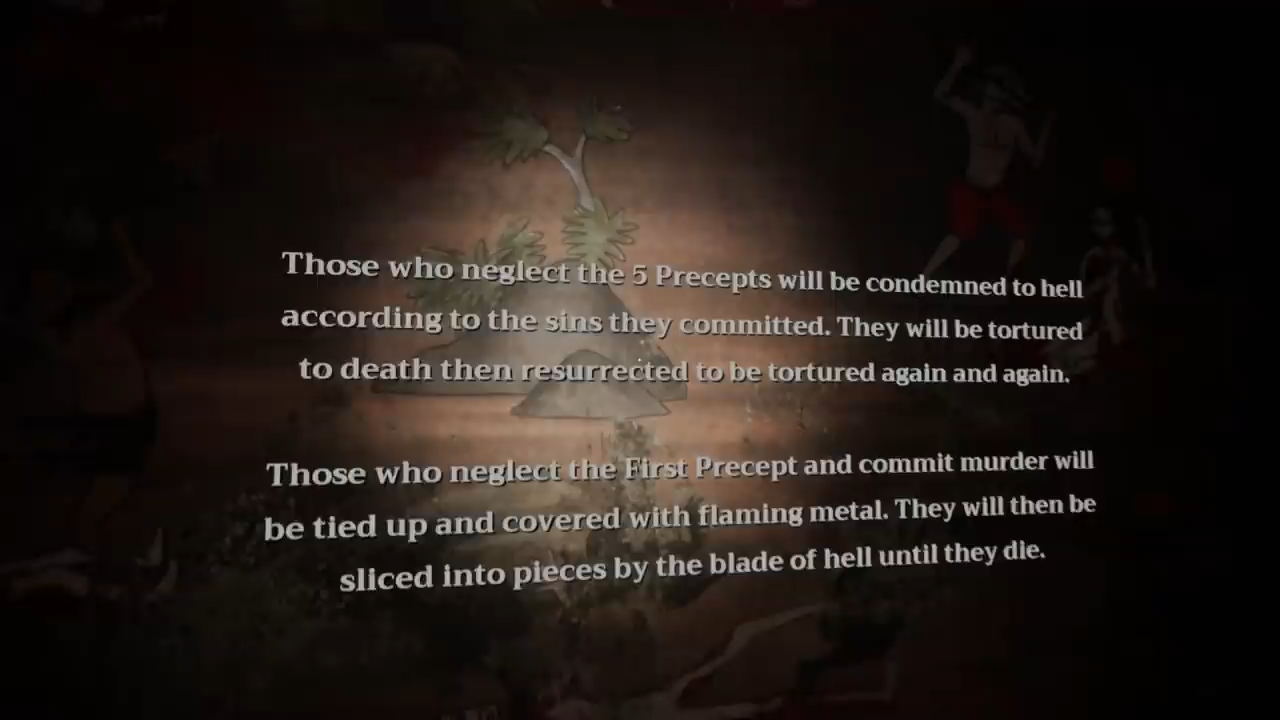 Those who neglect the 5 Precepts will be condemned to hell
according to the sins they committed. They will be tortured
to death then resurrected to be tortured again and again.
Those who neglect the First Precept and commit murder will
be tied up and covered with flaming metal. They will then be
sliced into pieces by the blade of hell until they die.